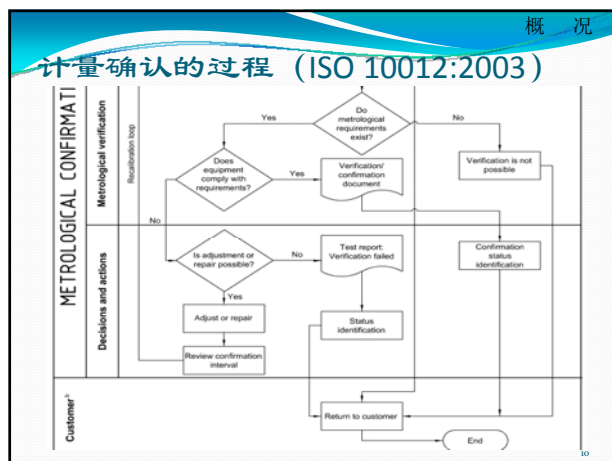 概 况
计量确认的过程（ISO 10012:2003）
METROLOGICAL CONFIRMATI
Metrological verification
Recalibration loop
Do
metrological
requirements
exist?
Yes
No
Does
equipment
comply with
requirements?
Yes
Verification/
confirmation
document
Verification is not
possible
No
Decisions and actions
Is adjustment or
repair possible?
No
Test report:
Verification failed
Confirmation
status
identification
Yes
Adjust or repair
Status
identification
Review confirmation
interval
Customerᵇ
Return to customer
End
10